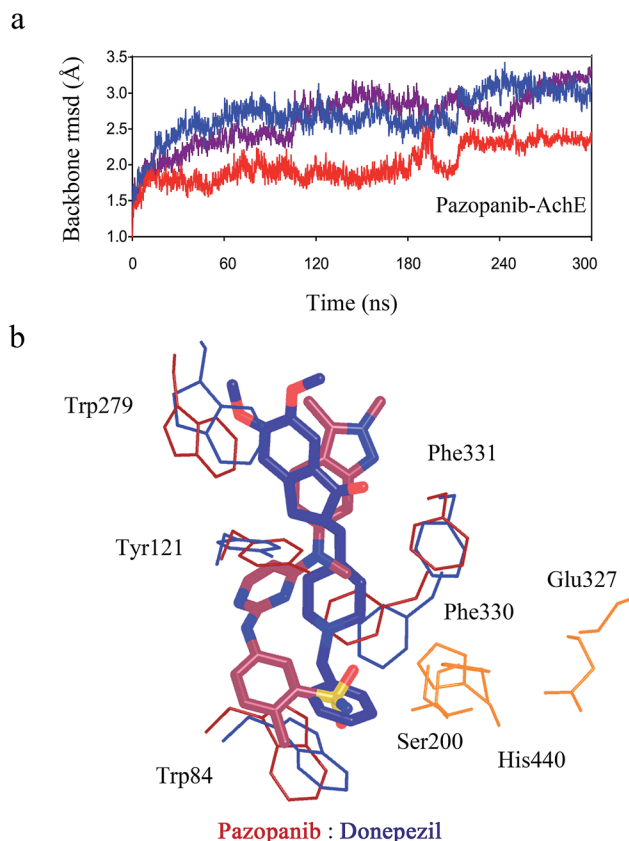 a
Backbone rmsd (Å)
3.5
3.0
2.5
2.0
1.5
1.0
Pazopanib-AchE
0 60 120 180 240 300
Time (ns)
b
Trp279
Phe331
Tyr121
Glu327
Phe330
Ser200
His440
Trp84
Pazopanib : Donepezil